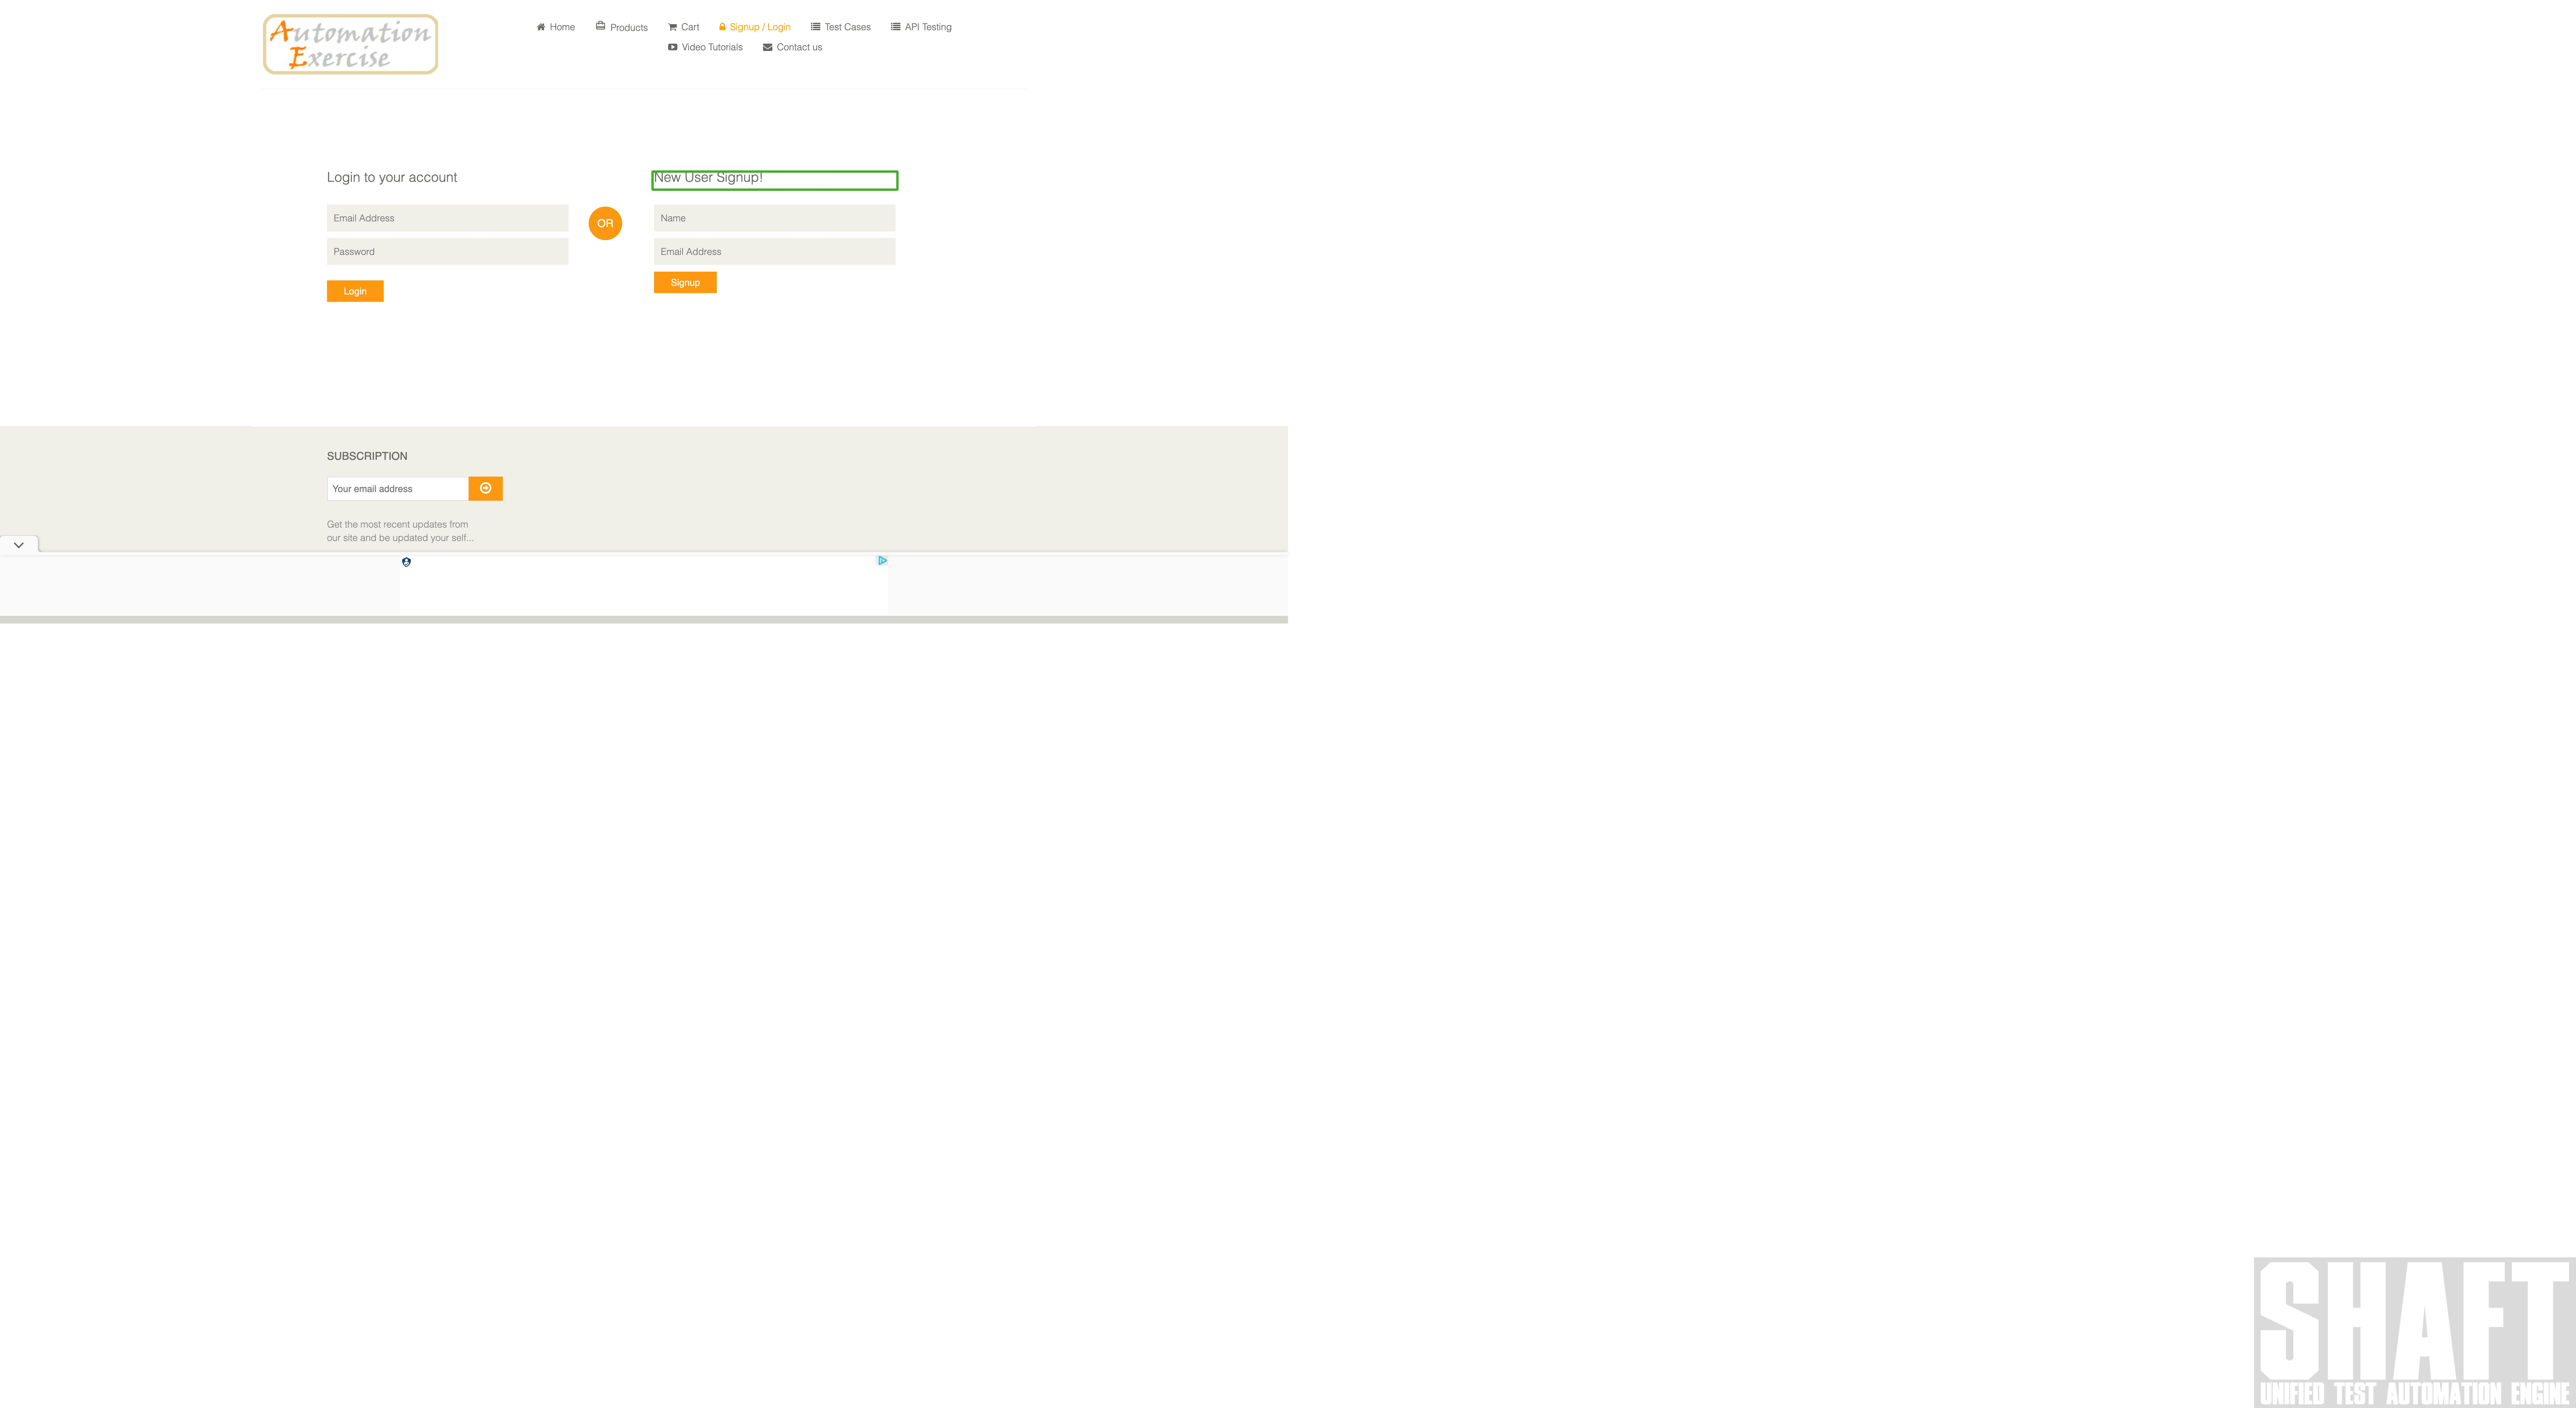 Automation
Exercise
Home
Products
Cart
Signup / Login
Test Cases
API Testing
Video Tutorials
Contact us
Login to your account
Email Address
Password
Login
OR
New User Signup!
Name
Email Address
Signup
SUBSCRIPTION
Your email address
Get the most recent updates from
our site and be updated your self...
SHAFT
UNIFIED TEST AUTOMATION ENGINE